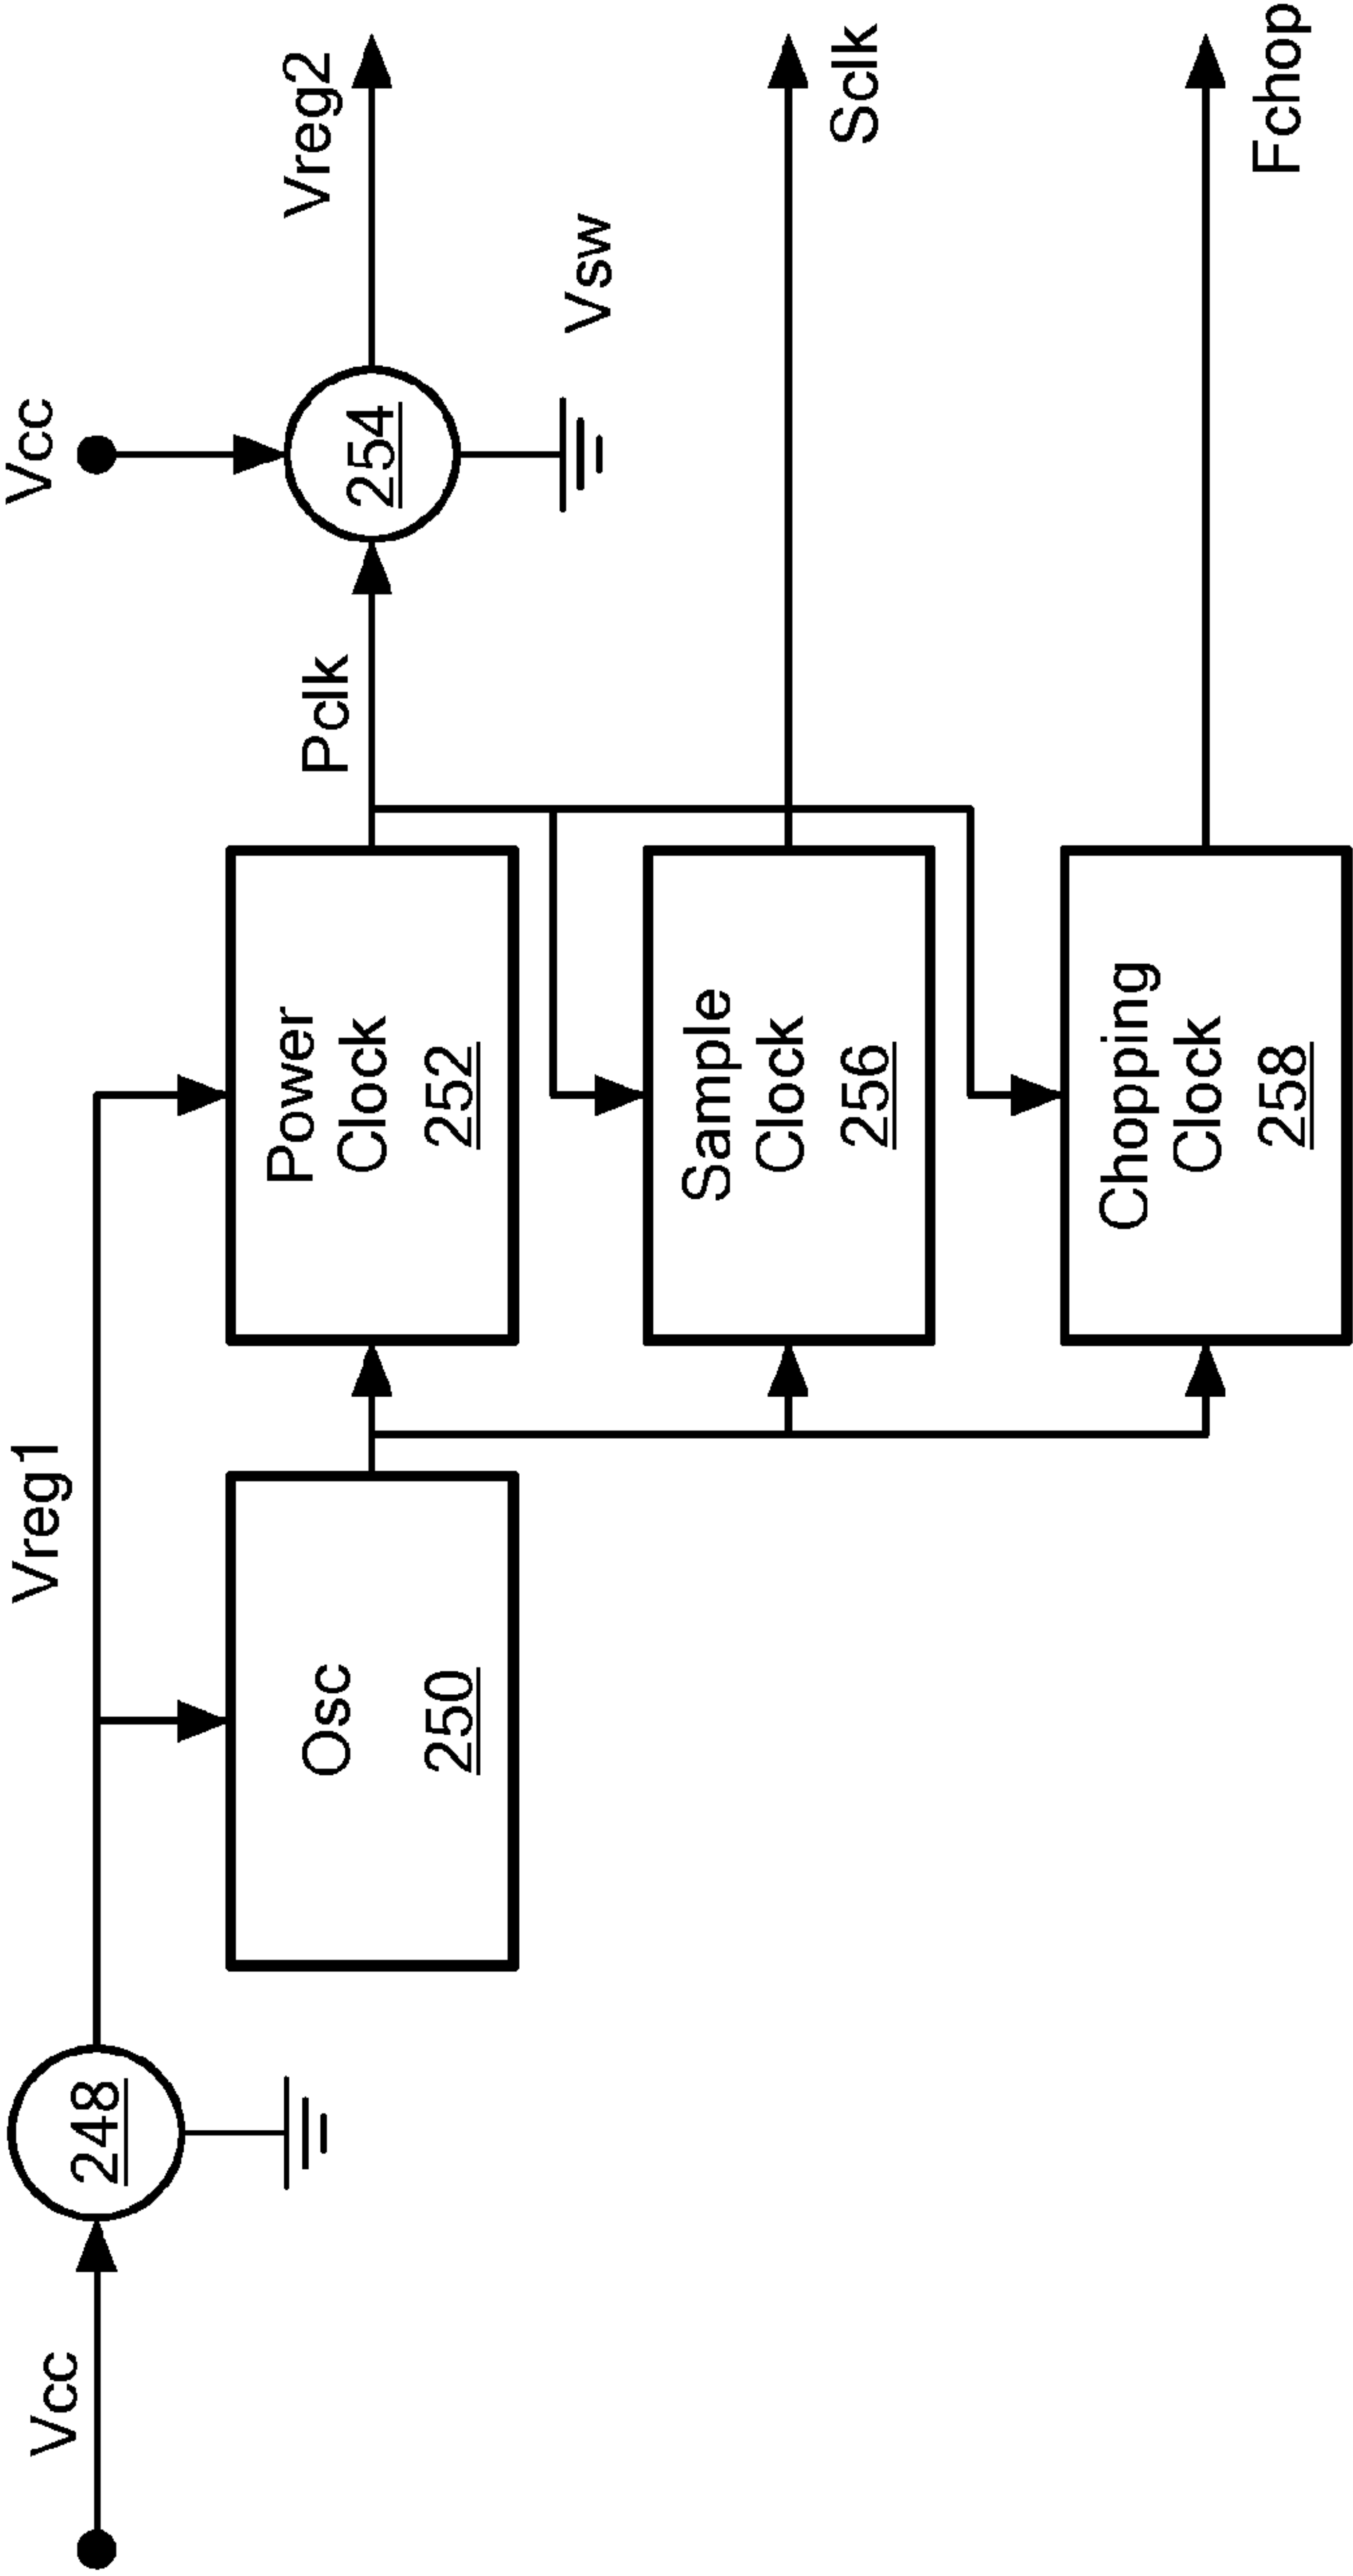 Vcc
248
Vreg1
Osc
250
Power
Clock
252
Pclk
Vcc
254
Vreg2
Vsw
Sample
Clock
256
Sclk
Chopping
Clock
258
Fchop